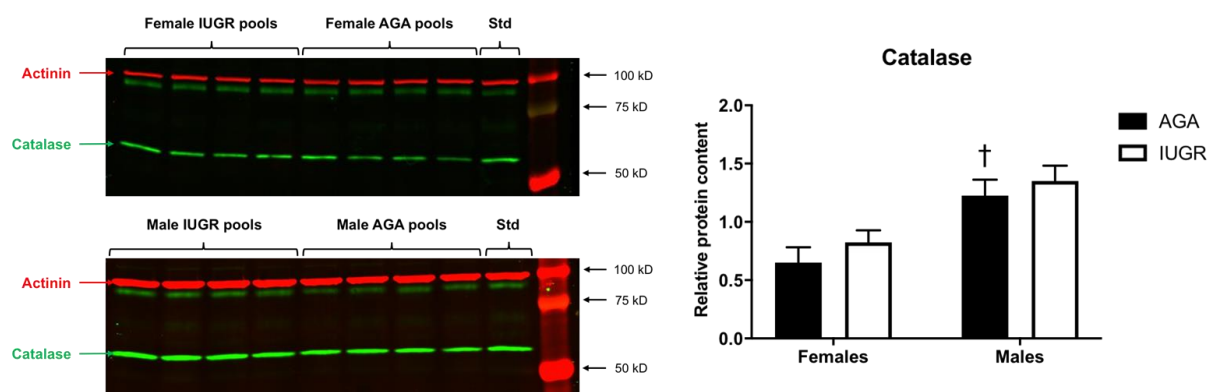 Female IUGR pools Female AGA pools Std
Actinin
100 kD
75 kD
Catalase
50 kD
Male IUGR pools Male AGA pools Std
Actinin
100 kD
75 kD
Catalase
50 kD
Catalase
Relative protein content
2.0
1.5
1.0
0.5
0.0
†
Females Males
AGA
IUGR